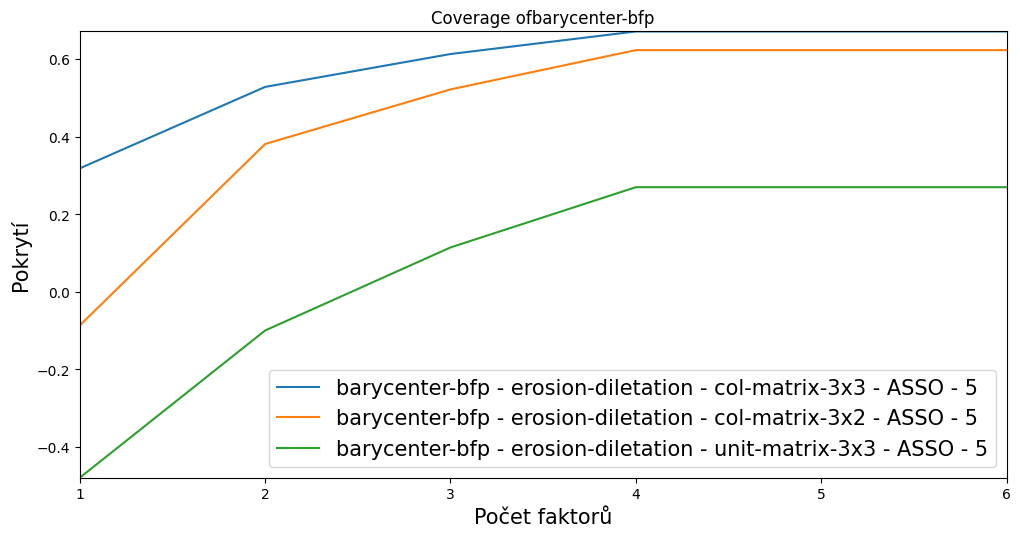 Coverage ofbarycenter-bfp
0.6
0.4
0.2
0.0
−0.2
−0.4
Pokrytí
barycenter-bfp - erosion-diletation - col-matrix-3x3 - ASSO - 5
barycenter-bfp - erosion-diletation - col-matrix-3x2 - ASSO - 5
barycenter-bfp - erosion-diletation - unit-matrix-3x3 - ASSO - 5
1 2 3 4 5 6
Počet faktorů